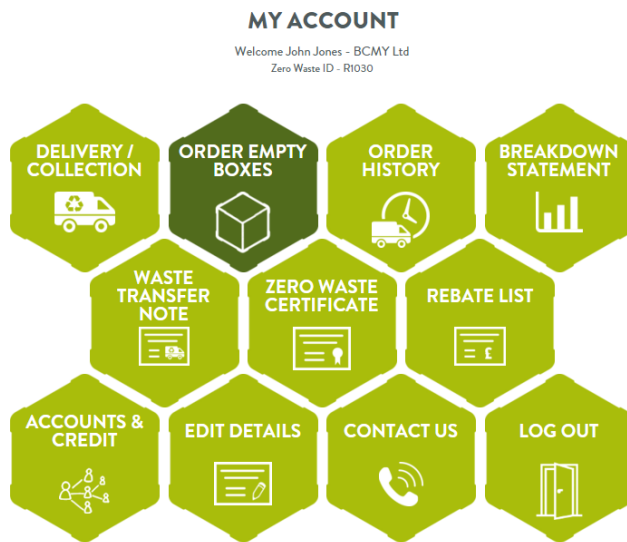 MY ACCOUNT
Welcome John Jones - BCMY Ltd
Zero Waste ID - R1030
DELIVERY /
COLLECTION
ORDER EMPTY
BOXES
ORDER
HISTORY
BREAKDOWN
STATEMENT
WASTE
TRANSFER
NOTE
ZERO WASTE
CERTIFICATE
REBATE LIST
£
ACCOUNTS &
CREDIT
EDIT DETAILS
CONTACT US
LOG OUT